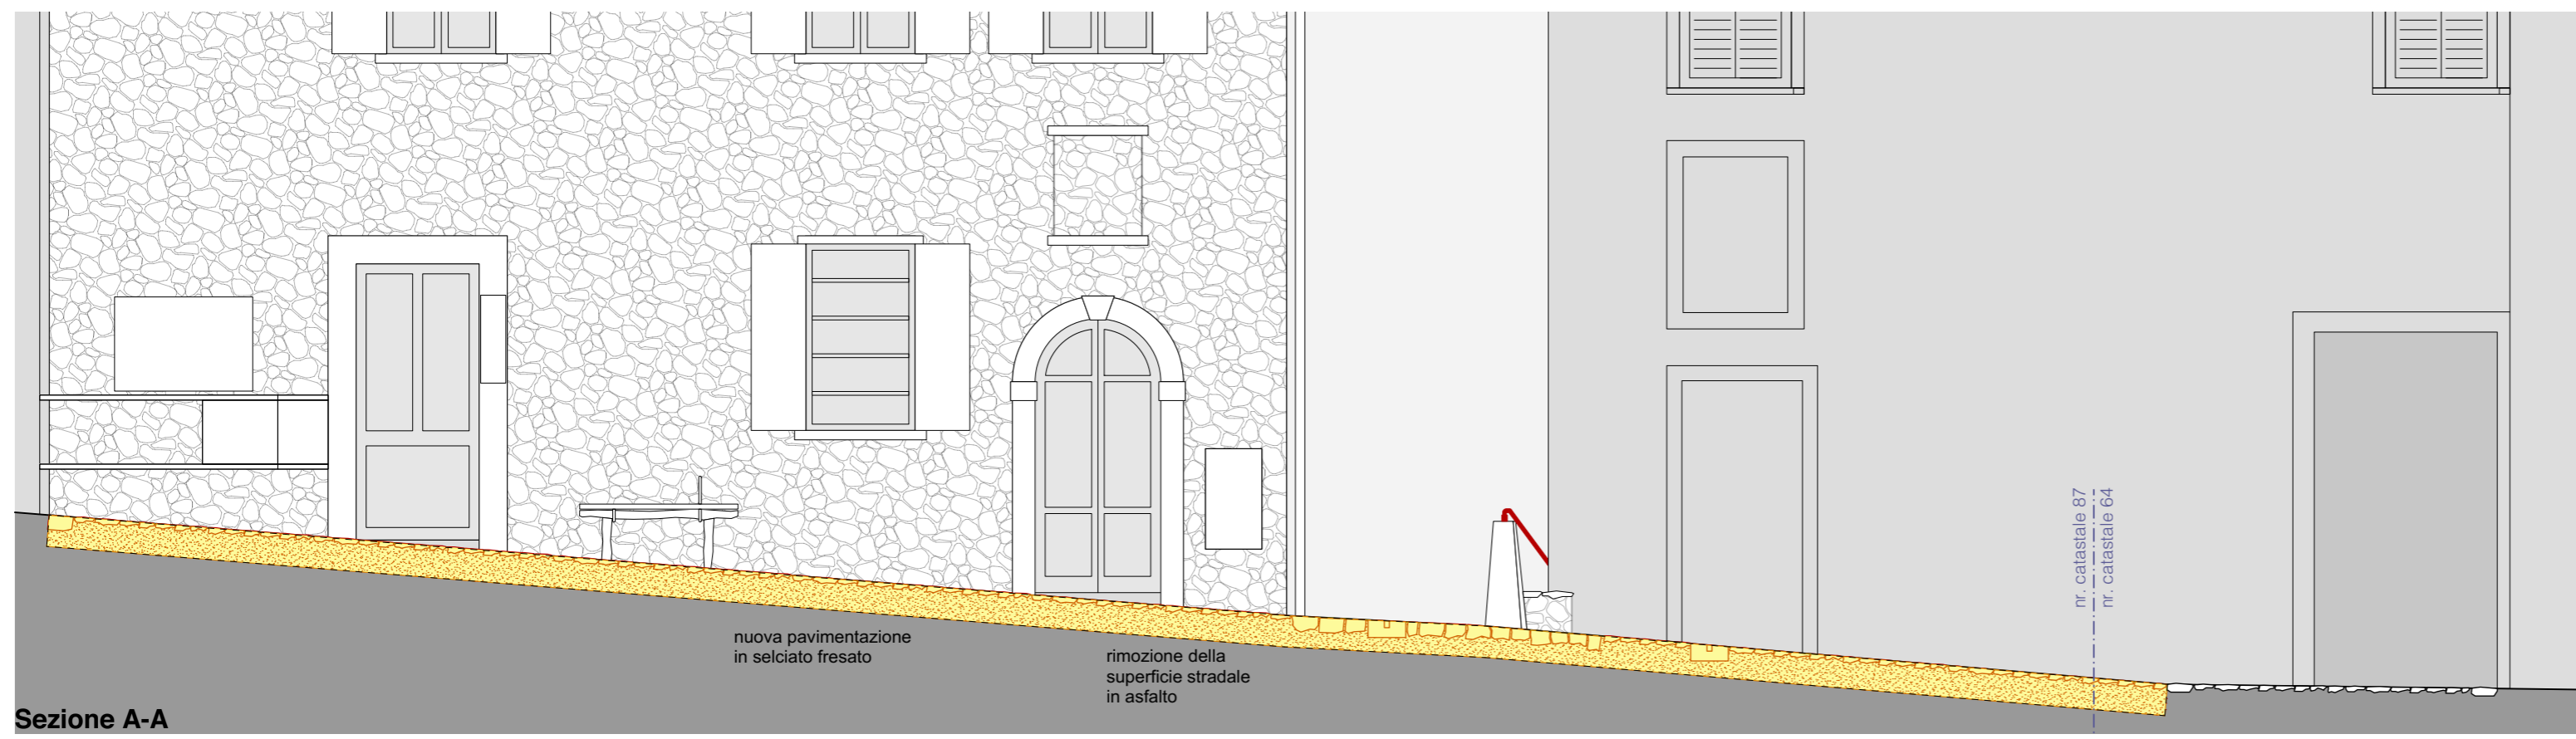 nr. catastale 87
nr. catastale 64
nuova pavimentazione
in selciato fresato
rimozione della
superficie stradale
in asfalto
Sezione A-A